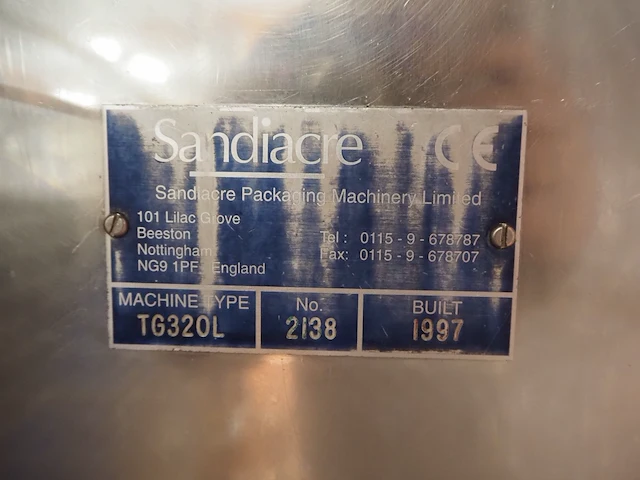 Sandiacre CE
Sandiacre Packaging Machinery Limited
101 Lilac Grove
Beeston Tel: 0115 - 9 - 678787
Nottingham Fax: 0115 - 9 - 678707
NG9 1PF, England
MACHINE TYPE No. BUILT
TG320L 2138 1997